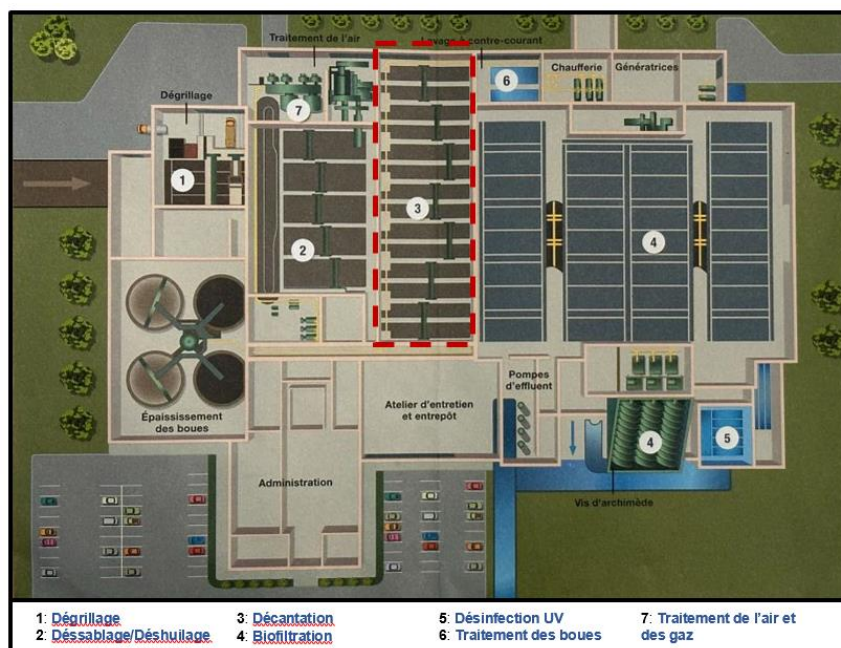 Traitement de l'air
Lavage à contre-courant
Chaufferie
Génératrices
Dégrillage
6
7
1
3
2
4
Pompes
d'effluent
Épaississement
des boues
Atelier d'entretien
et entrepôt
4
5
Administration
Vis d'archimède
1: Dégrillage
2: Déssablage/Déshuilage
3: Décantation
4: Biofiltration
5: Désinfection UV
6: Traitement des boues
7: Traitement de l'air et
des gaz